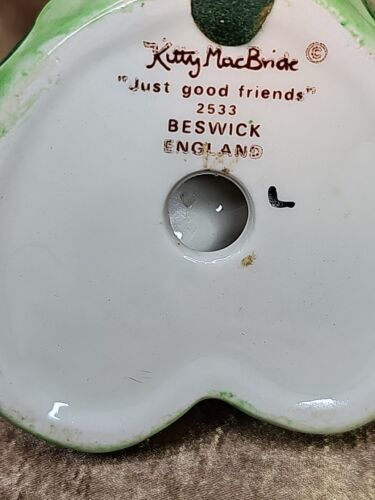 Kitty MacBride ©
"Just good friends"
2533
BESWICK
ENGLAND
L